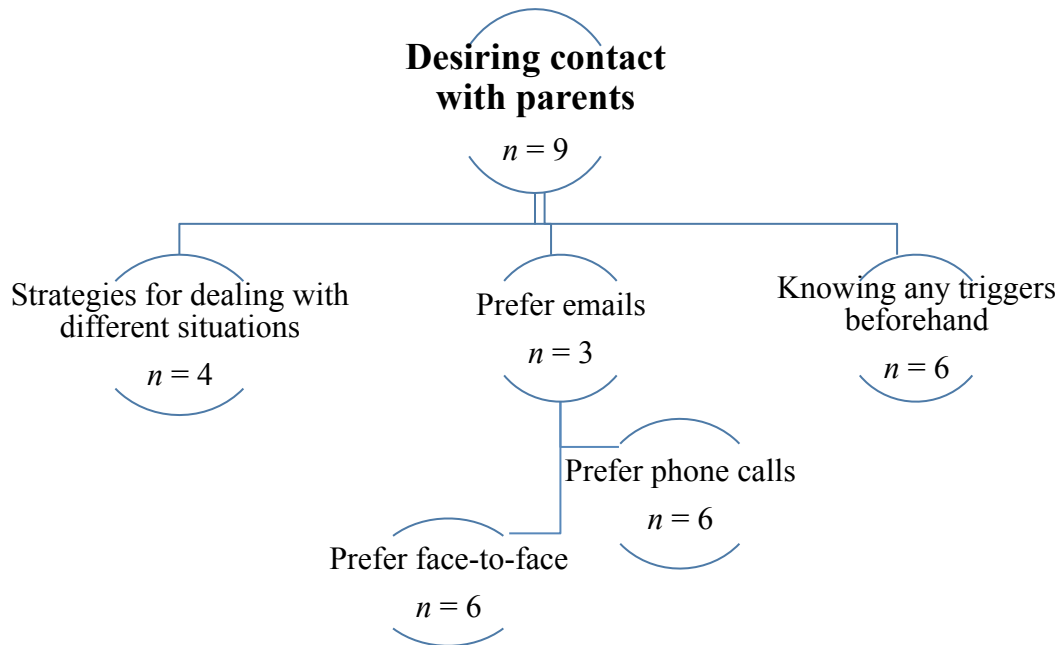 Desiring contact
with parents
n = 9
Strategies for dealing with
different situations
n = 4
Prefer emails
n = 3
Knowing any triggers
beforehand
n = 6
Prefer phone calls
n = 6
Prefer face-to-face
n = 6